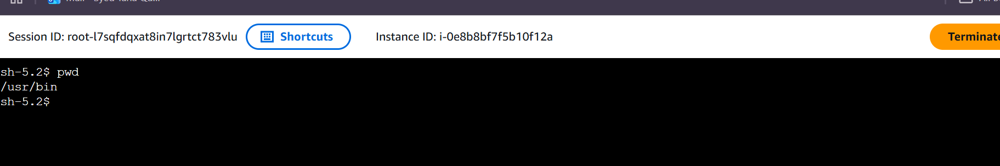 Session ID: root-l7sqfdqxat8in7lgrtct783vlu Shortcuts Instance ID: i-0e8b8bf7f5b10f12a Terminate
sh-5.2$ pwd
/usr/bin
sh-5.2$